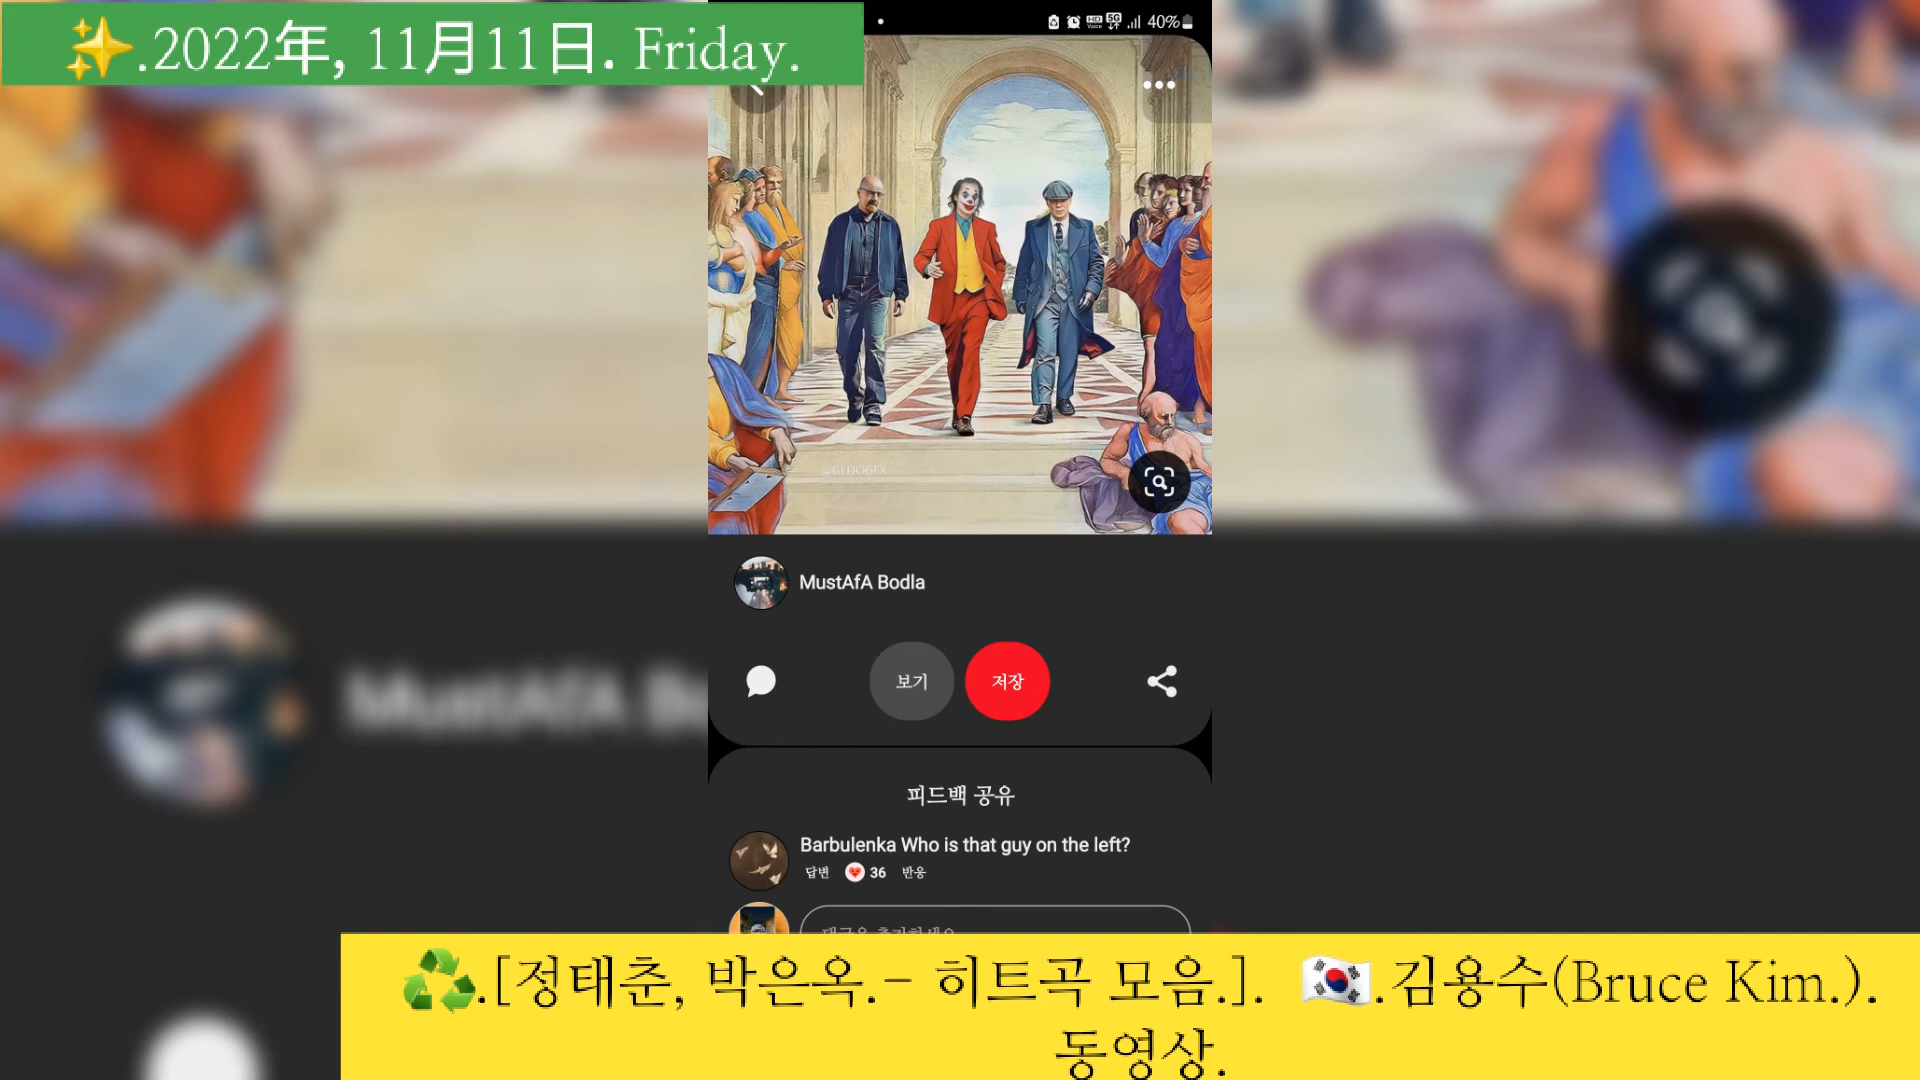 ✨.2022年, 11月11日. Friday.
40%
@GEDOGFX
MustAfA Bodla
보기
저장
피드백 공유
Barbulenka Who is that guy on the left?
답변 36 반응
♻️.[정태춘, 박은옥.- 히트곡 모음.]. 🇰🇷.김용수(Bruce Kim.).
동영상.